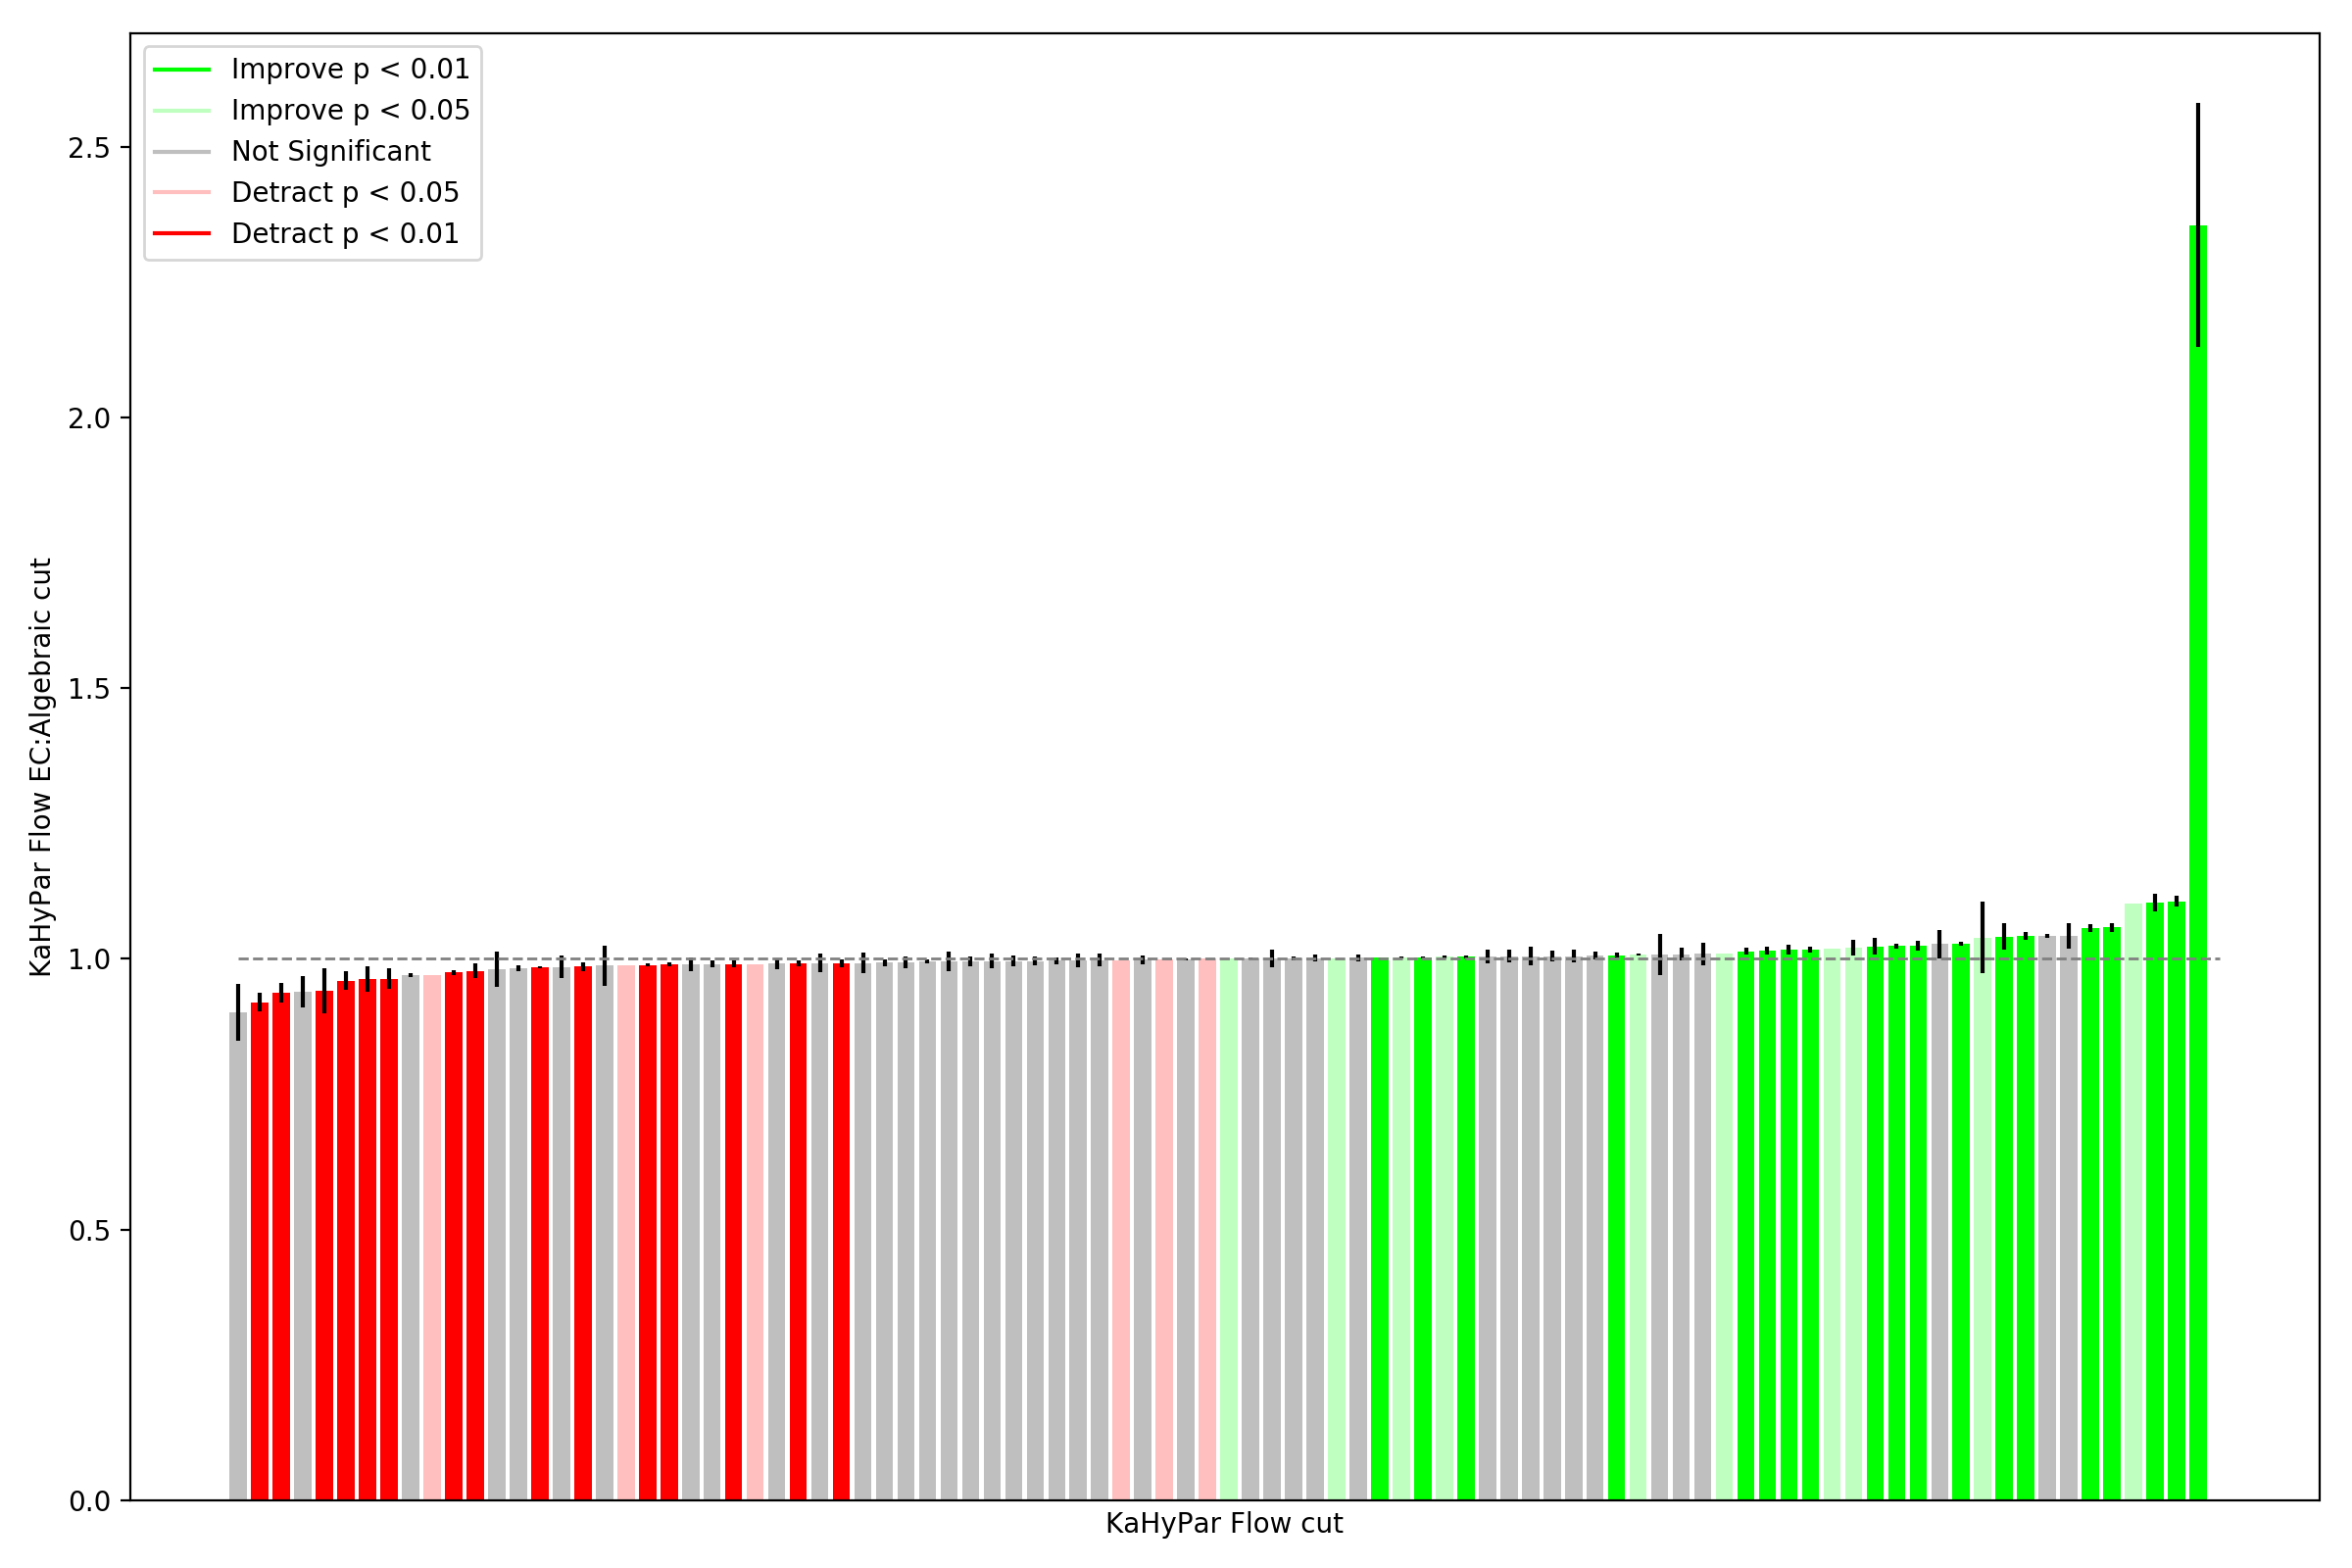 Improve p < 0.01
Improve p < 0.05
Not Significant
Detract p < 0.05
Detract p < 0.01
2.5
2.0
1.5
1.0
0.5
0.0
KaHyPar Flow EC:Algebraic cut
KaHyPar Flow cut